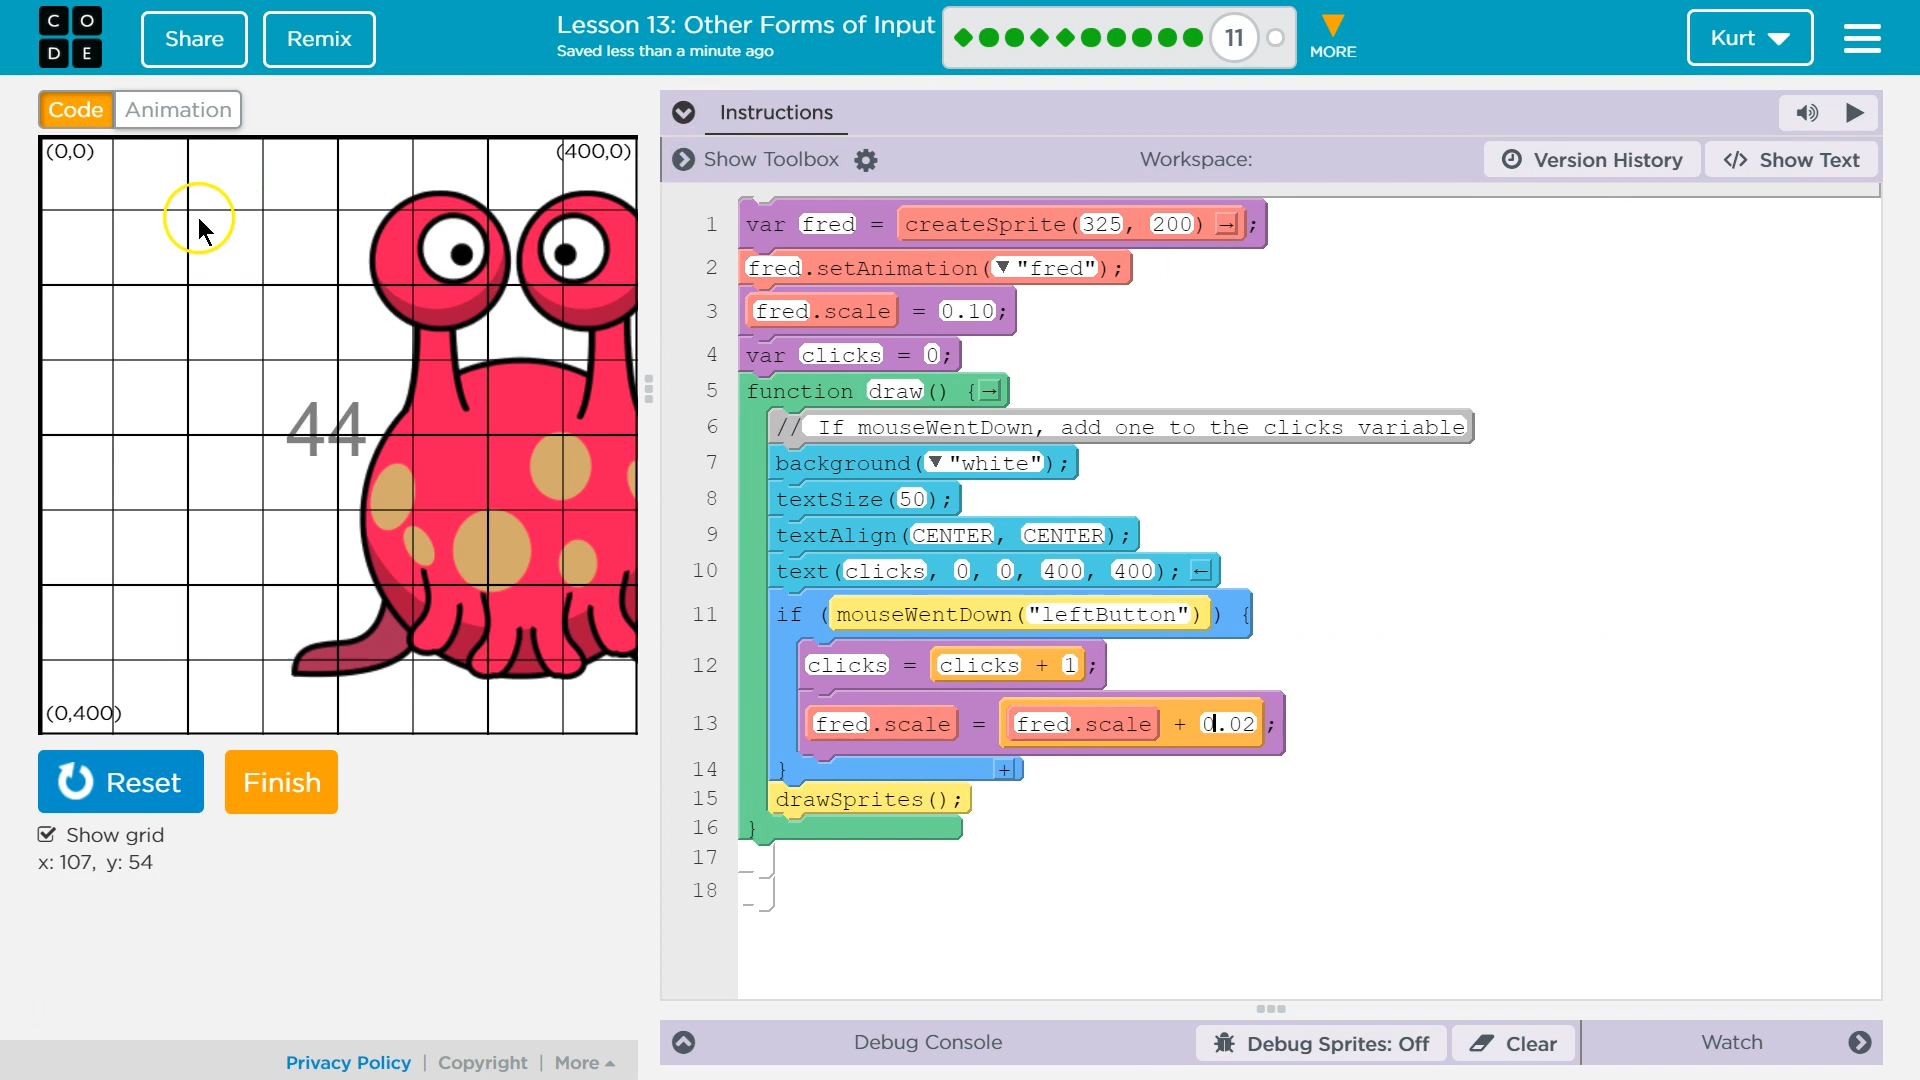 C O
D E
Share
Remix
Lesson 13: Other Forms of Input
Saved less than a minute ago
11
MORE
Kurt
Code
Animation
(0,0)
(400,0)
44
(0,400)
Reset
Finish
Show grid
x: 107, y: 54
Privacy Policy | Copyright | More
Instructions
Show Toolbox
Workspace:
Version History
</> Show Text
1 var fred = createSprite(325, 200);
2 fred.setAnimation("fred");
3 fred.scale = 0.10;
4 var clicks = 0;
5 function draw() {
6 // If mouseWentDown, add one to the clicks variable
7 background("white");
8 textSize(50);
9 textAlign(CENTER, CENTER);
10 text(clicks, 0, 0, 400, 400);
11 if (mouseWentDown("leftButton")) {
12 clicks = clicks + 1;
13 fred.scale = fred.scale + 0.02;
14 } +
15 drawSprites();
16 }
17
18
Debug Console
Debug Sprites: Off
Clear
Watch